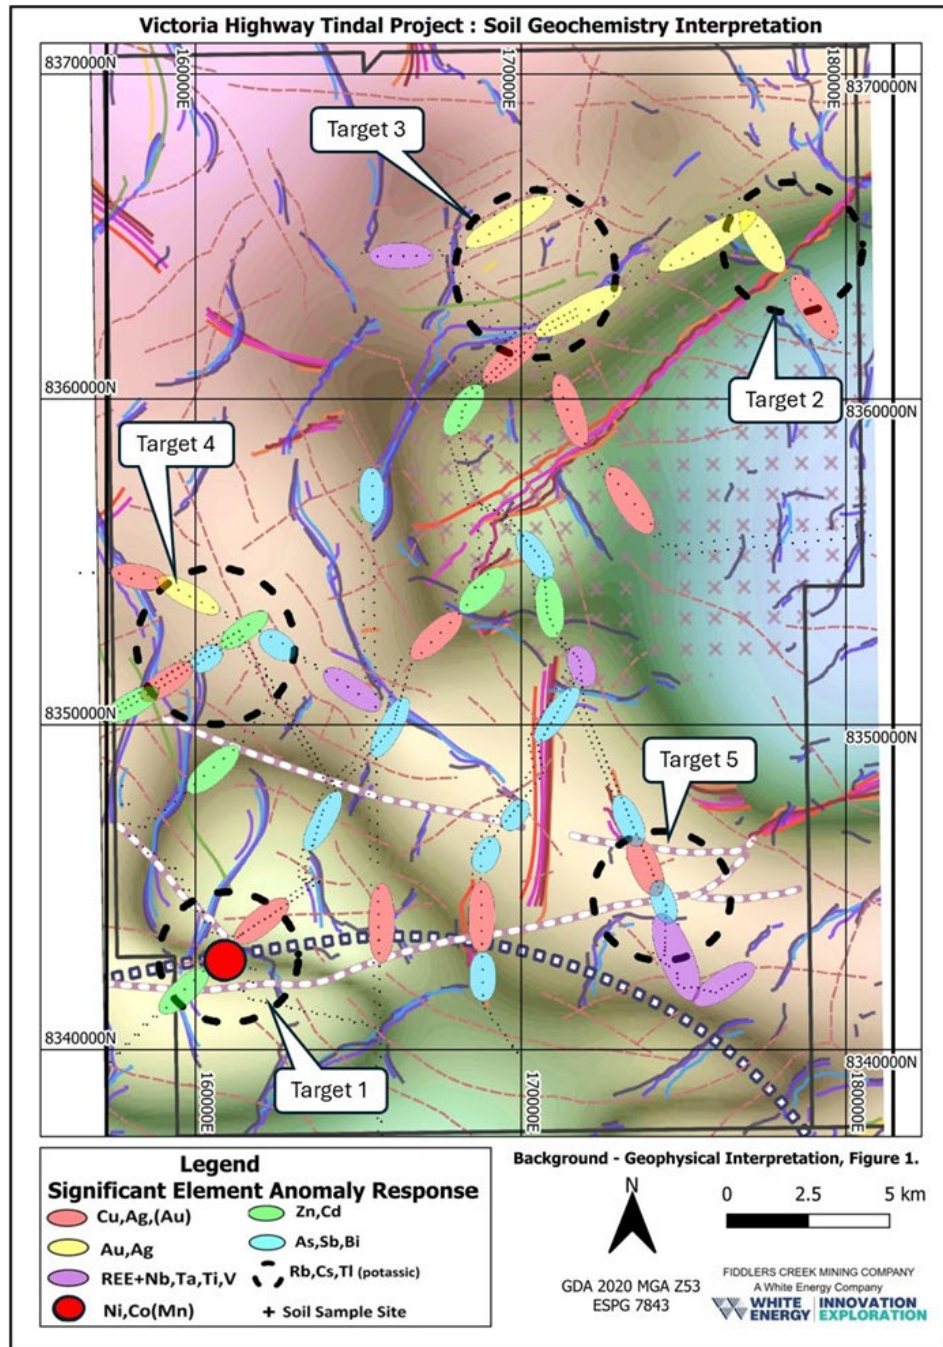 Victoria Highway Tindal Project : Soil Geochemistry Interpretation
8370000N
160000E
170000E
180000E
8370000N
Target 3
Target 2
8360000N
8360000N
Target 4
8350000N
8350000N
Target 5
8340000N
8340000N
Target 1
160000E
170000E
180000E
Legend
Significant Element Anomaly Response
Cu,Ag,(Au)
Zn,Cd
Au,Ag
As,Sb,Bi
REE+Nb,Ta,Ti,V
Rb,Cs,Tl (potassic)
Ni,Co(Mn)
+ Soil Sample Site
Background - Geophysical Interpretation, Figure 1.
N
0 2.5 5 km
GDA 2020 MGA Z53
ESPG 7843
FIDDLERS CREEK MINING COMPANY
A White Energy Company
WHITE ENERGY
INNOVATION EXPLORATION